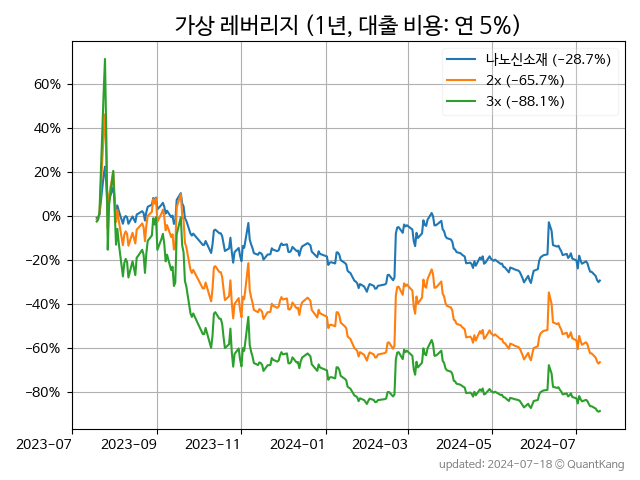 가상 레버리지 (1년, 대출 비용: 연 5%)
나노신소재 (−28.7%)
2x (−65.7%)
3x (−88.1%)
60%
40%
20%
0%
−20%
−40%
−60%
−80%
2023-07 2023-09 2023-11 2024-01 2024-03 2024-05 2024-07
updated: 2024-07-18 © QuantKang